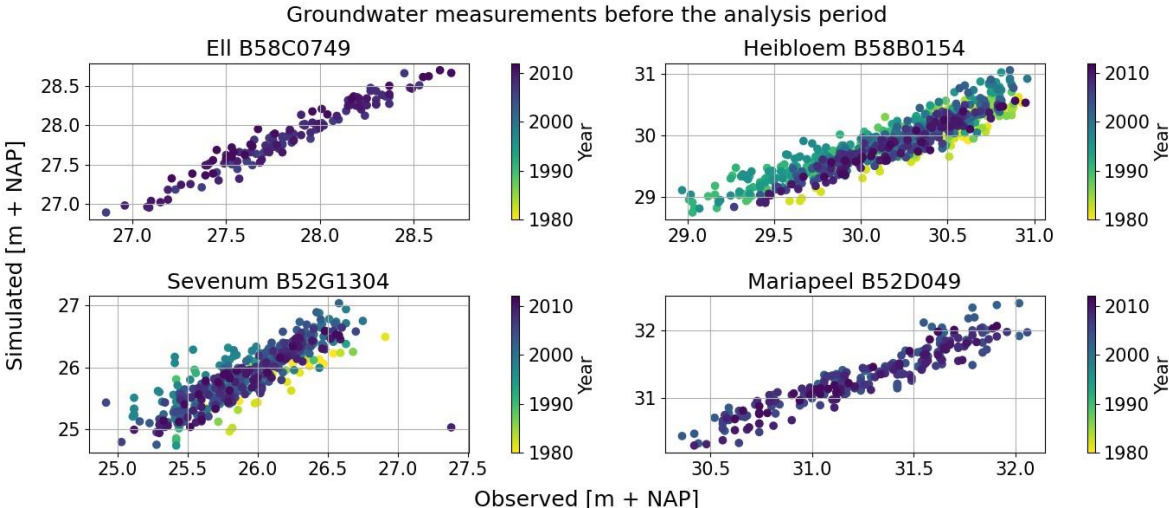 Groundwater measurements before the analysis period
Ell B58C0749
Heibloem B58B0154
28.5
28.0
27.5
27.0
27.0 27.5 28.0 28.5
2010
2000
1990
1980
Year
31
30
29
29.0 29.5 30.0 30.5 31.0
2010
2000
1990
1980
Year
Simulated [m + NAP]
Sevenum B52G1304
Mariapeel B52D049
27
26
25
25.0 25.5 26.0 26.5 27.0 27.5
2010
2000
1990
1980
Year
32
31
30.5 31.0 31.5 32.0
2010
2000
1990
1980
Year
Observed [m + NAP]